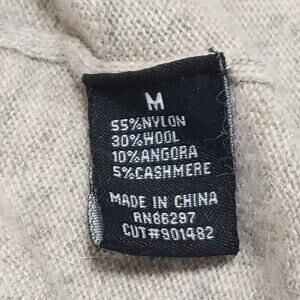 M
55%NYLON
30%WOOL
10%ANGORA
5%CASHMERE
MADE IN CHINA
RN86297
CUT#901482